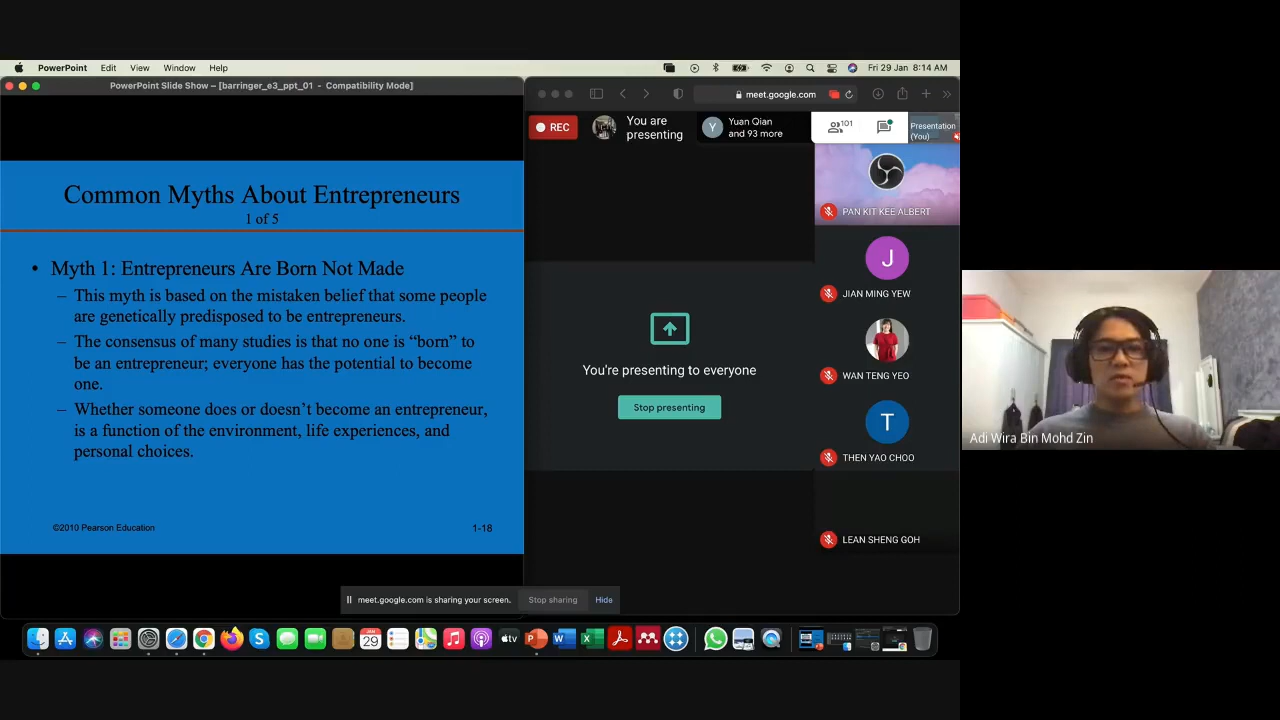 PowerPoint Edit View Window Help
Fri 29 Jan 8:14 AM
PowerPoint Slide Show - [barringer_e3_ppt_01 - Compatibility Mode]
Common Myths About Entrepreneurs
1 of 5
• Myth 1: Entrepreneurs Are Born Not Made
– This myth is based on the mistaken belief that some people
are genetically predisposed to be entrepreneurs.
– The consensus of many studies is that no one is “born” to
be an entrepreneur; everyone has the potential to become
one.
– Whether someone does or doesn’t become an entrepreneur,
is a function of the environment, life experiences, and
personal choices.
©2010 Pearson Education
1-18
meet.google.com
REC
You are
presenting
Y
Yuan Qian
and 93 more
101
Presentation
(You)
You're presenting to everyone
Stop presenting
PAN KIT KEE ALBERT
J
JIAN MING YEW
WAN TENG YEO
T
THEN YAO CHOO
LEAN SHENG GOH
Adi Wira Bin Mohd Zin
meet.google.com is sharing your screen.
Stop sharing
Hide
JAN
29
tv